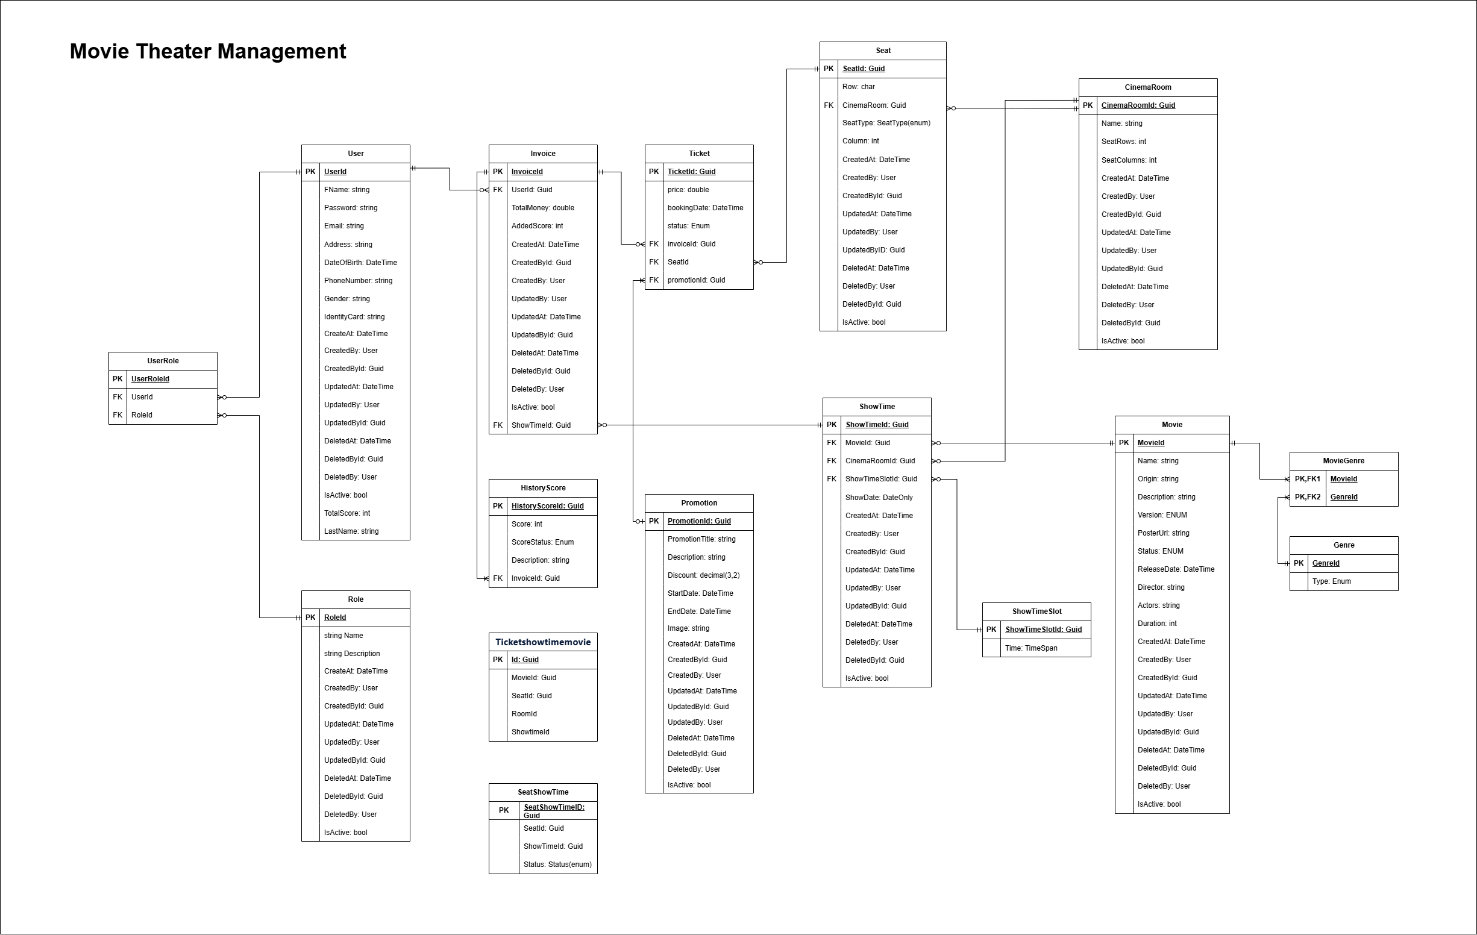 Movie Theater Management
UserRole
PK UserRoleId
FK UserId
FK RoleId
User
PK UserId
FName: string
Password: string
Email: string
Address: string
DateOfBirth: DateTime
PhoneNumber: string
Gender: string
IdentityCard: string
CreateAt: DateTime
CreatedBy: User
CreatedById: Guid
UpdatedAt: DateTime
UpdatedBy: User
UpdatedById: Guid
DeletedAt: DateTime
DeletedById: Guid
DeletedBy: User
IsActive: bool
TotalScore: int
LastName: string
Role
PK RoleId
string Name
string Description
CreateAt: DateTime
CreatedBy: User
CreatedById: Guid
UpdatedAt: DateTime
UpdatedBy: User
UpdatedById: Guid
DeletedAt: DateTime
DeletedById: Guid
DeletedBy: User
IsActive: bool
Invoice
PK InvoiceId
FK UserId: Guid
TotalMoney: double
AddedScore: int
CreatedAt: DateTime
CreatedById: Guid
CreatedBy: User
UpdatedBy: User
UpdatedAt: DateTime
UpdatedById: Guid
DeletedAt: DateTime
DeletedById: Guid
DeletedBy: User
IsActive: bool
FK ShowTimeId: Guid
HistoryScore
PK HistoryScoreId: Guid
Score: int
ScoreStatus: Enum
Description: string
FK InvoiceId: Guid
Ticketshowtimemovie
PK Id: Guid
MovieId: Guid
SeatId: Guid
RoomId
ShowtimeId
SeatShowTime
PK SeatShowTimeID:
Guid
SeatId: Guid
ShowTimeId: Guid
Status: Status(enum)
Ticket
PK TicketId: Guid
price: double
bookingDate: DateTime
status: Enum
FK invoiceId: Guid
FK SeatId
FK promotionId: Guid
Promotion
PK PromotionId: Guid
PromotionTitle: string
Description: string
Discount: decimal(3,2)
StartDate: DateTime
EndDate: DateTime
Image: string
CreatedAt: DateTime
CreatedById: Guid
CreatedBy: User
UpdatedAt: DateTime
UpdatedById: Guid
UpdatedBy: User
DeletedAt: DateTime
DeletedById: Guid
DeletedBy: User
IsActive: bool
Seat
PK SeatId: Guid
Row: char
FK CinemaRoom: Guid
SeatType: SeatType(enum)
Column: int
CreatedAt: DateTime
CreatedBy: User
CreatedById: Guid
UpdatedAt: DateTime
UpdatedBy: User
UpdatedByID: Guid
DeletedAt: DateTime
DeletedBy: User
DeletedById: Guid
IsActive: bool
CinemaRoom
PK CinemaRoomId: Guid
Name: string
SeatRows: int
SeatColumns: int
CreatedAt: DateTime
CreatedBy: User
CreatedById: Guid
UpdatedAt: DateTime
UpdatedBy: User
UpdatedById: Guid
DeletedAt: DateTime
DeletedBy: User
DeletedById: Guid
IsActive: bool
ShowTime
PK ShowTimeId: Guid
FK MovieId: Guid
FK CinemaRoomId: Guid
FK ShowTimeSlotId: Guid
ShowDate: DateOnly
CreatedAt: DateTime
CreatedBy: User
CreatedById: Guid
UpdatedAt: DateTime
UpdatedBy: User
UpdatedById: Guid
DeletedAt: DateTime
DeletedBy: User
DeletedById: Guid
IsActive: bool
ShowTimeSlot
PK ShowTimeSlotId: Guid
Time: TimeSpan
Movie
PK MovieId
Name: string
Origin: string
Description: string
Version: ENUM
PosterUrl: string
Status: ENUM
ReleaseDate: DateTime
Director: string
Actors: string
Duration: int
CreatedAt: DateTime
CreatedBy: User
CreatedById: Guid
UpdatedAt: DateTime
UpdatedBy: User
UpdatedById: Guid
DeletedAt: DateTime
DeletedById: Guid
DeletedBy: User
IsActive: bool
MovieGenre
PK,FK1 MovieId
PK,FK2 GenreId
Genre
PK GenreId
Type: Enum